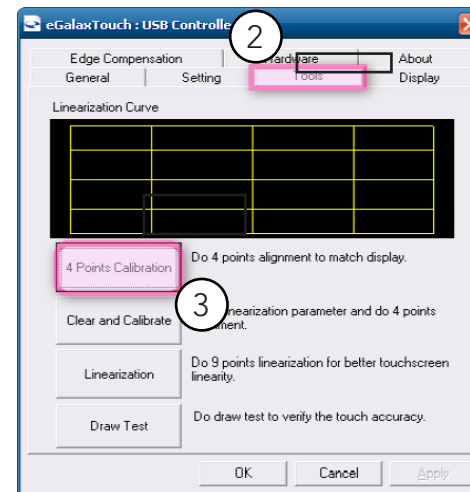 eGalaxTouch : USB Controlle
2
Edge Compensation Hardware About
General Setting Tools Display
Linearization Curve
4 Points Calibration Do 4 points alignment to match display.
3
Clear and Calibrate linearization parameter and do 4 points
Linearization Do 9 points linearization for better touchscreen
linearity.
Draw Test Do draw test to verify the touch accuracy.
OK Cancel Apply